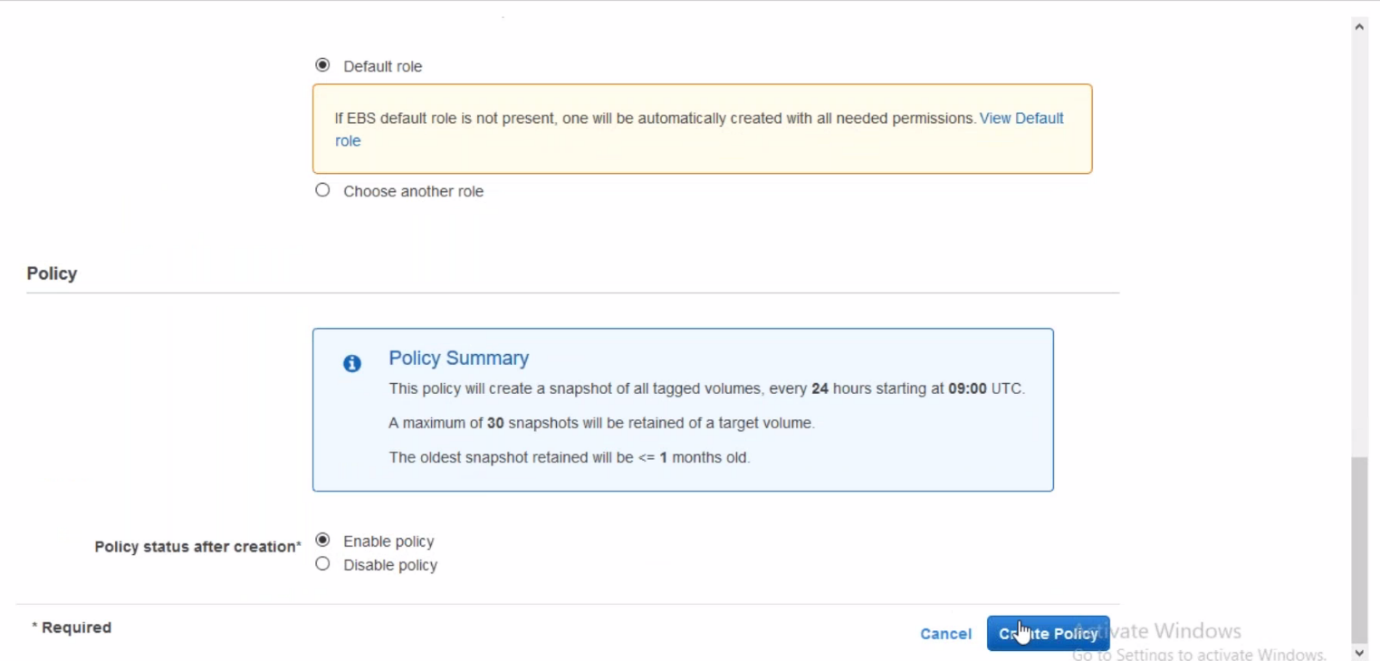 Default role
If EBS default role is not present, one will be automatically created with all needed permissions. View Default
role
Choose another role
Policy
Policy Summary
This policy will create a snapshot of all tagged volumes, every 24 hours starting at 09:00 UTC.
A maximum of 30 snapshots will be retained of a target volume.
The oldest snapshot retained will be <= 1 months old.
Policy status after creation*
Enable policy
Disable policy
* Required
Cancel
Create Policy
Activate Windows
Go to Settings to activate Windows.